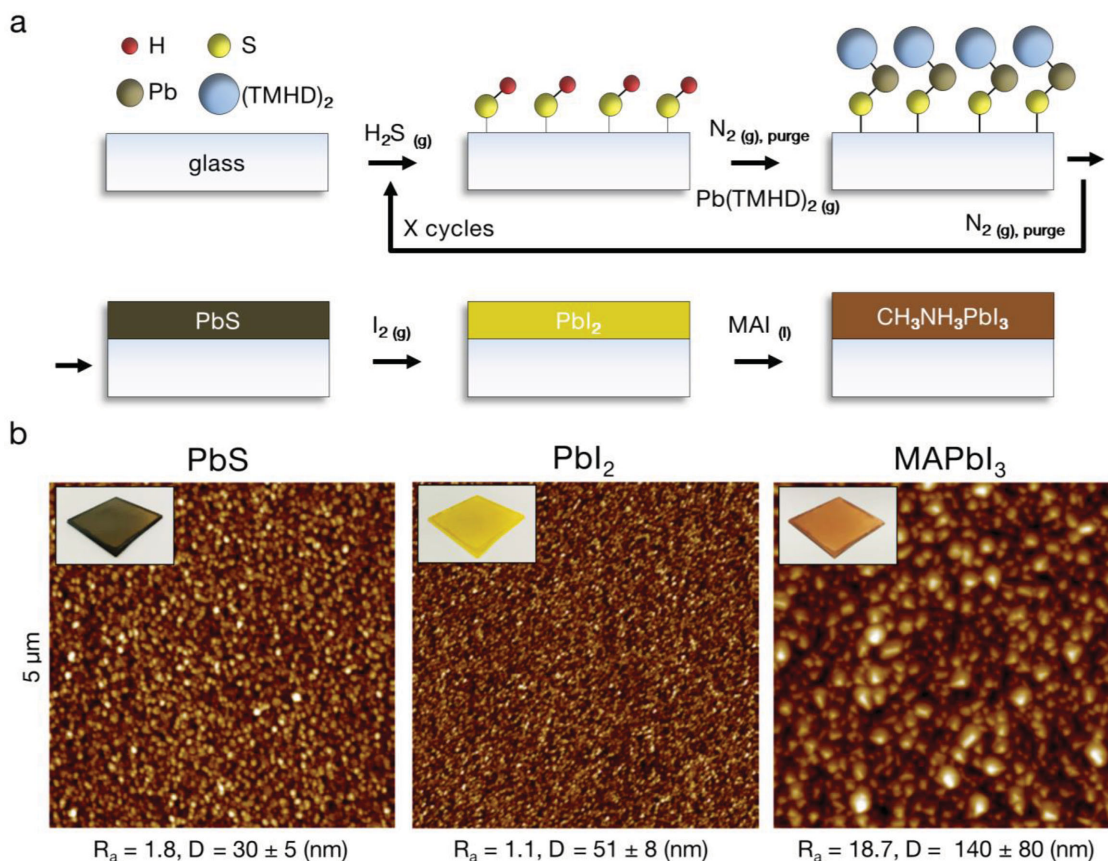 a
H S
Pb (TMHD)₂
glass
H₂S (g)
N₂ (g), purge
Pb(TMHD)₂ (g)
X cycles
N₂ (g), purge
PbS
I₂ (g)
PbI₂
MAI (l)
CH₃NH₃PbI₃
b
PbS PbI₂ MAPbI₃
5 µm
Rₐ = 1.8, D = 30 ± 5 (nm) Rₐ = 1.1, D = 51 ± 8 (nm) Rₐ = 18.7, D = 140 ± 80 (nm)